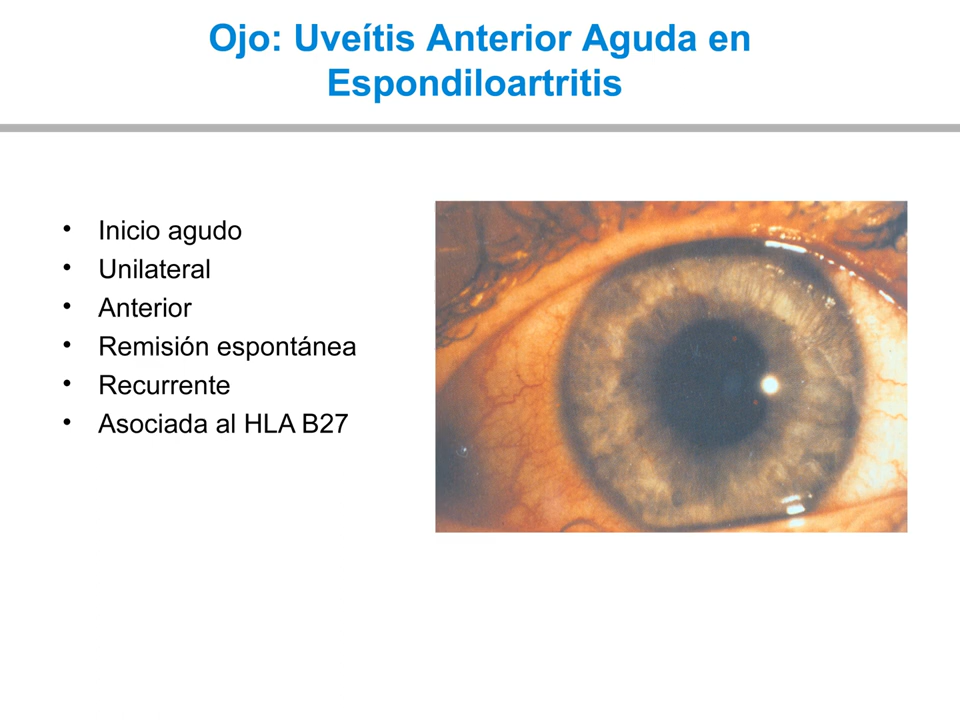 Ojo: Uveítis Anterior Aguda en
Espondiloartritis
• Inicio agudo
• Unilateral
• Anterior
• Remisión espontánea
• Recurrente
• Asociada al HLA B27